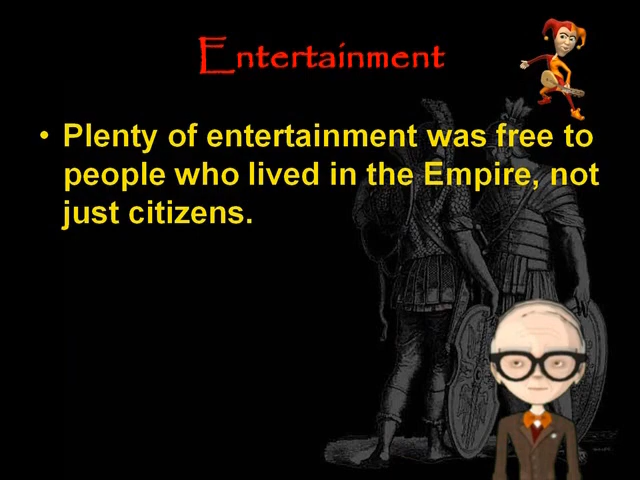 Entertainment
• Plenty of entertainment was free to
people who lived in the Empire, not
just citizens.